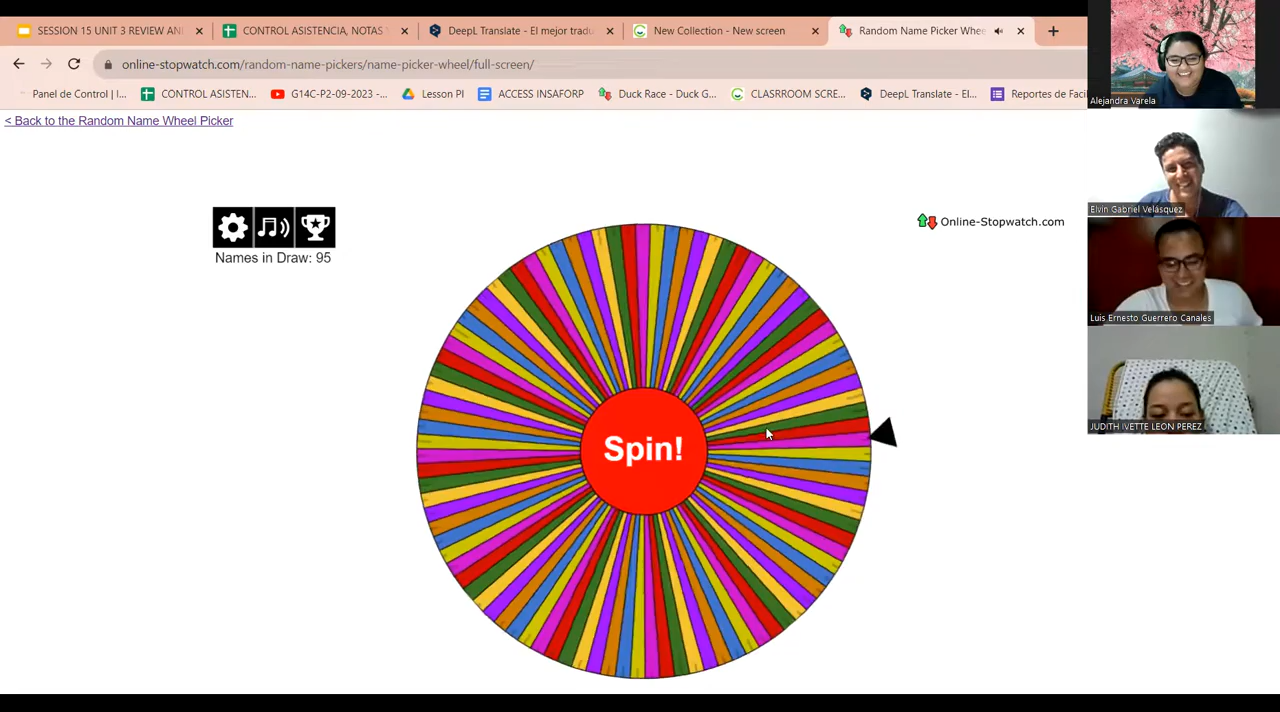 SESSION 15 UNIT 3 REVIEW AN
CONTROL ASISTENCIA, NOTAS
DeepL Translate - El mejor tradu
New Collection - New screen
Random Name Picker Whee
online-stopwatch.com/random-name-pickers/name-picker-wheel/full-screen/
Panel de Control | I...
CONTROL ASISTEN...
G14C-P2-09-2023 -...
Lesson PI
ACCESS INSAFORP
Duck Race - Duck G...
CLASRROOM SCRE...
DeepL Translate - El...
Reportes de Facil
< Back to the Random Name Wheel Picker
Names in Draw: 95
Online-Stopwatch.com
Spin!
Alejandra Varela
Elvin Gabriel Velásquez
Luis Ernesto Guerrero Canales
JUDITH IVETTE LEON PEREZ